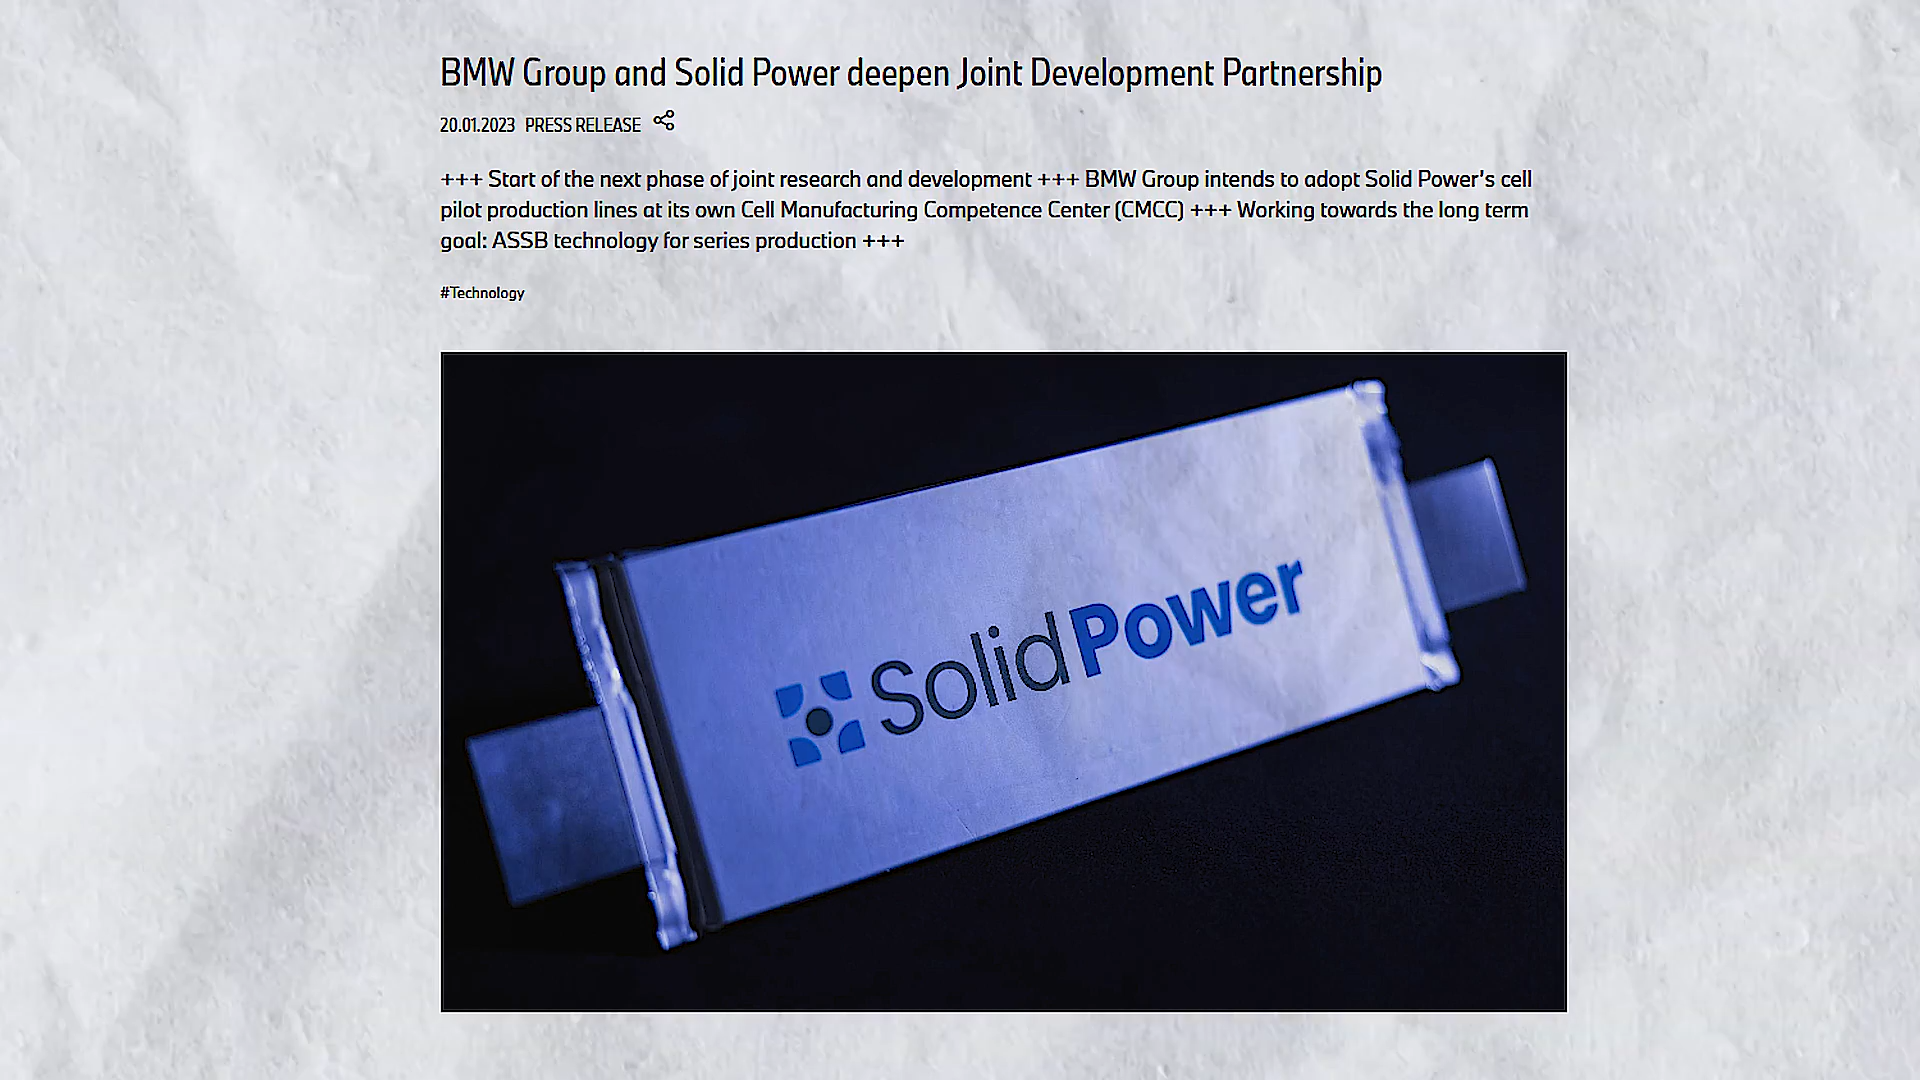 BMW Group and Solid Power deepen Joint Development Partnership
20.01.2023 PRESS RELEASE
+++ Start of the next phase of joint research and development +++ BMW Group intends to adopt Solid Power's cell
pilot production lines at its own Cell Manufacturing Competence Center (CMCC) +++ Working towards the long term
goal: ASSB technology for series production +++
#Technology
SolidPower